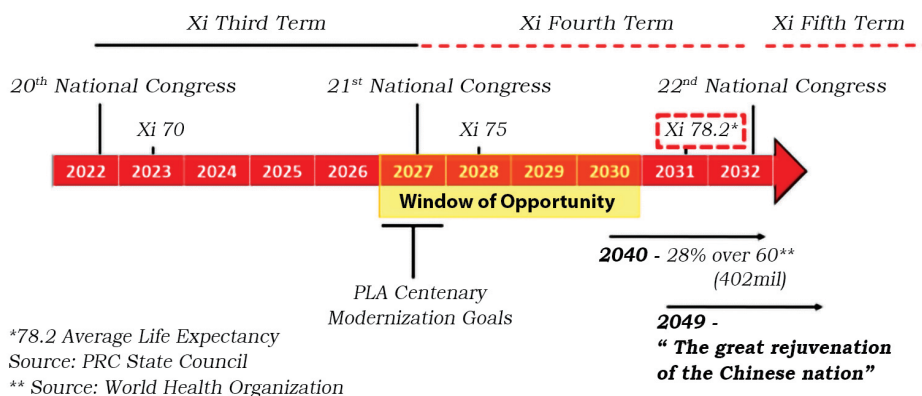 Xi Third Term
Xi Fourth Term
Xi Fifth Term
20th National Congress
21st National Congress
22nd National Congress
Xi 70
Xi 75
Xi 78.2*
2022 2023 2024 2025 2026 2027 2028 2029 2030 2031 2032
Window of Opportunity
2040 - 28% over 60**
(402mil)
PLA Centenary
Modernization Goals
2049 -
“ The great rejuvenation
of the Chinese nation”
*78.2 Average Life Expectancy
Source: PRC State Council
** Source: World Health Organization